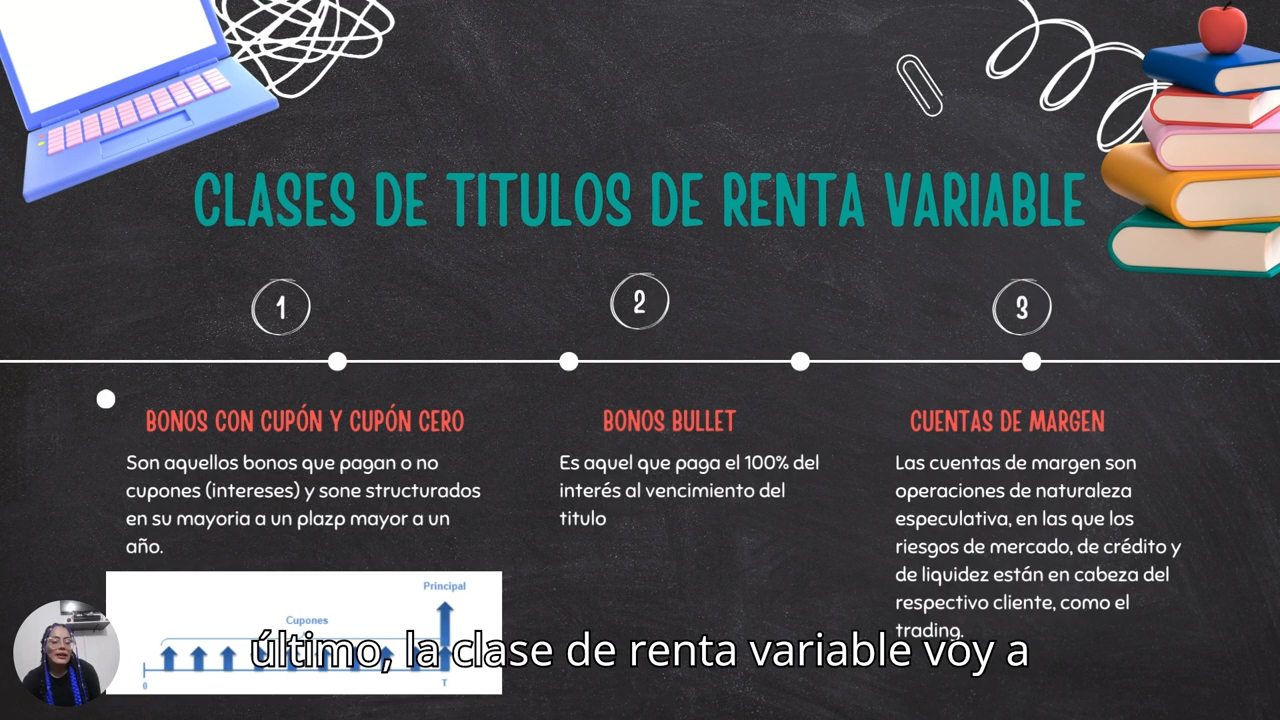 CLASES DE TITULOS DE RENTA VARIABLE
1
2
3
BONOS CON CUPÓN Y CUPÓN CERO
Son aquellos bonos que pagan o no
cupones (intereses) y sone structurados
en su mayoria a un plazp mayor a un
año.
BONOS BULLET
Es aquel que paga el 100% del
interés al vencimiento del
titulo
CUENTAS DE MARGEN
Las cuentas de margen son
operaciones de naturaleza
especulativa, en las que los
riesgos de mercado, de crédito y
de liquidez están en cabeza del
respectivo cliente, como el
trading.
Principal
Cupones
0
T
último, la clase de renta variable voy a